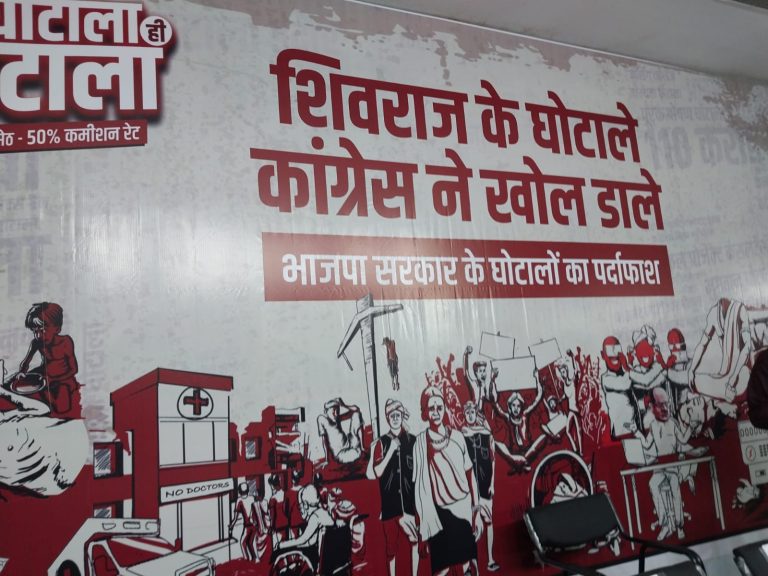 घोटाला ही
घोटाला
50% कमीशन रेट
शिवराज के घोटाले
कांग्रेस ने खोल डाले
भाजपा सरकार के घोटालों का पर्दाफाश
NO DOCTORS